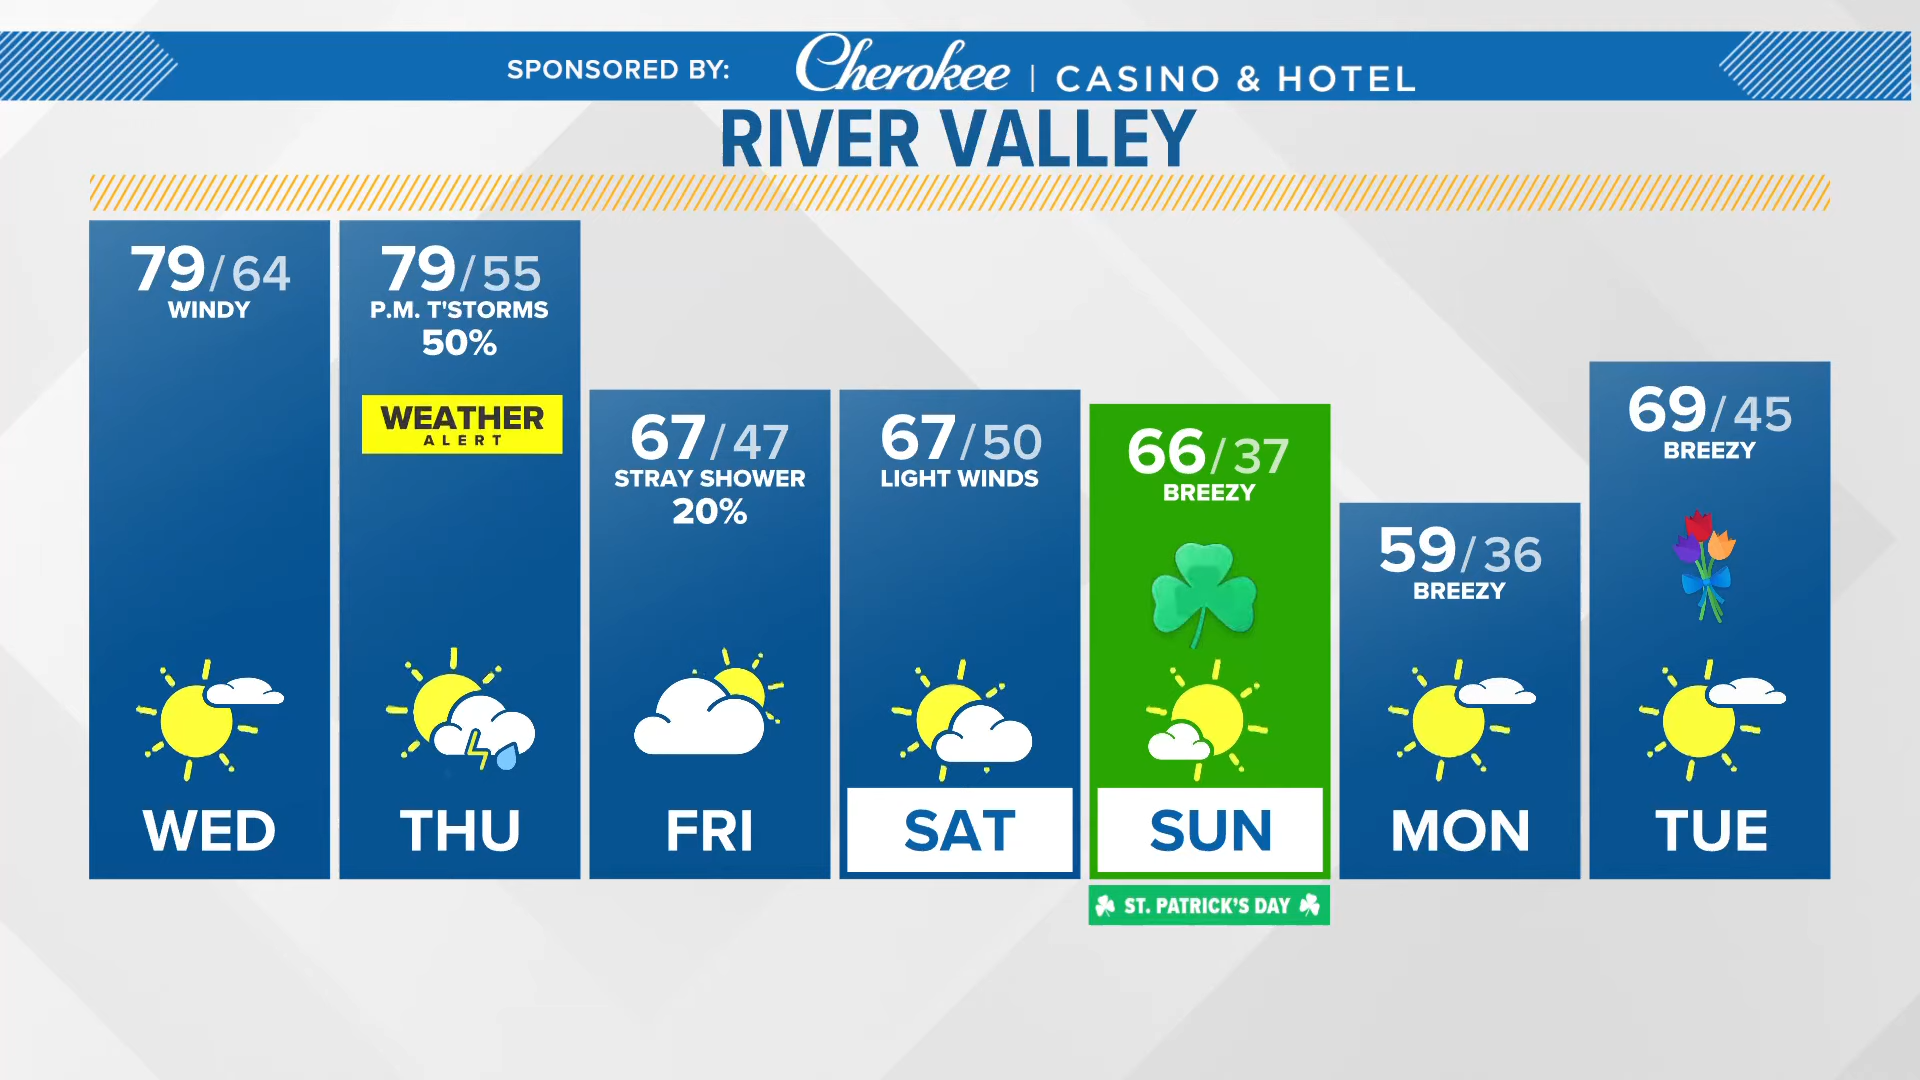 SPONSORED BY: Cherokee | CASINO & HOTEL
RIVER VALLEY
79/64
WINDY
WED
79/55
P.M. T'STORMS
50%
WEATHER
ALERT
THU
67/47
STRAY SHOWER
20%
FRI
67/50
LIGHT WINDS
SAT
66/37
BREEZY
SUN
ST. PATRICK'S DAY
59/36
BREEZY
MON
69/45
BREEZY
TUE